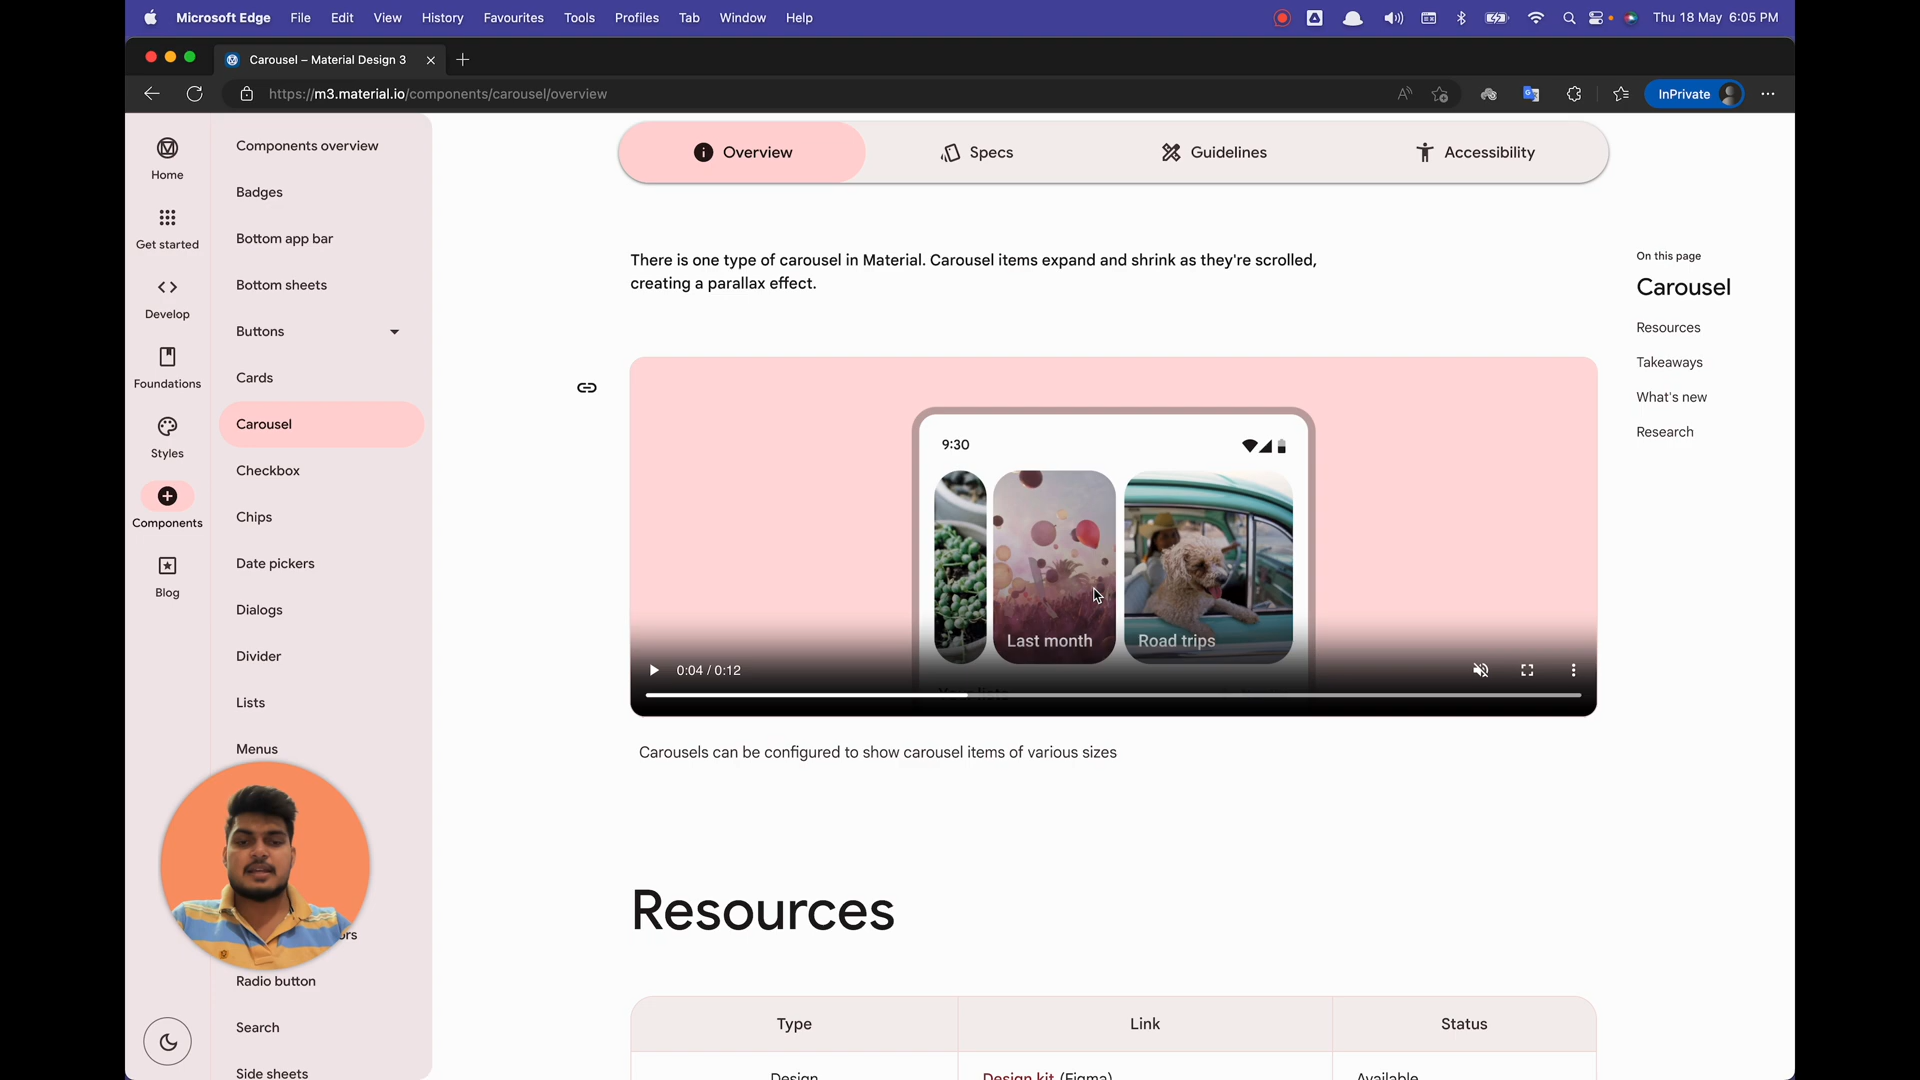 Microsoft Edge File Edit View History Favourites Tools Profiles Tab Window Help Thu 18 May 6:05 PM
Carousel – Material Design 3
https://m3.material.io/components/carousel/overview
InPrivate
Home
Get started
Develop
Foundations
Styles
Components
Blog
Components overview
Badges
Bottom app bar
Bottom sheets
Buttons
Cards
Carousel
Checkbox
Chips
Date pickers
Dialogs
Divider
Lists
Menus
ors
Radio button
Search
Side sheets
Overview Specs Guidelines Accessibility
There is one type of carousel in Material. Carousel items expand and shrink as they're scrolled,
creating a parallax effect.
9:30
Last month Road trips
0:04 / 0:12
Carousels can be configured to show carousel items of various sizes
Resources
Type Link Status
Design Design kit (Figma) Available
On this page
Carousel
Resources
Takeaways
What's new
Research